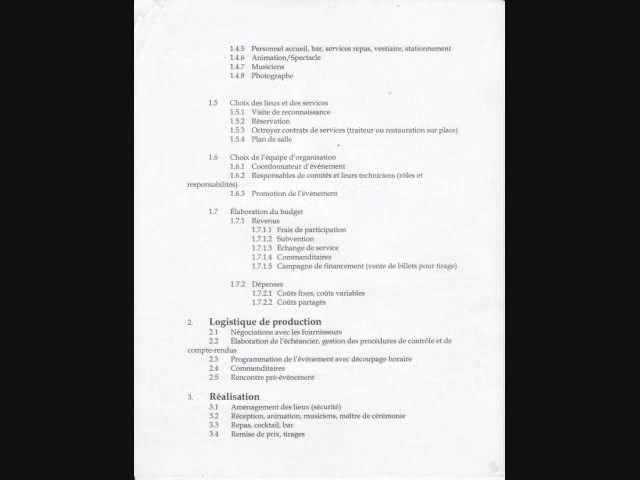 1.4.5 Personnel accueil, bar, services repas, vestiaire, stationnement
1.4.6 Animation/Spectacle
1.4.7 Musiciens
1.4.8 Photographe
1.5 Choix des lieux et des services
1.5.1 Visite de reconnaissance
1.5.2 Réservation
1.5.3 Octroyer contrats de services (traiteur ou restauration sur place)
1.5.4 Plan de salle
1.6 Choix de l'équipe d'organisation
1.6.1 Coordonnateur d'événement
1.6.2 Responsables de comités et leurs techniciens (rôles et
responsabilités)
1.6.3 Promotion de l'événement
1.7 Élaboration du budget
1.7.1 Revenus
1.7.1.1 Frais de participation
1.7.1.2 Subvention
1.7.1.3 Échange de service
1.7.1.4 Commanditaires
1.7.1.5 Campagne de financement (vente de billets pour tirage)
1.7.2 Dépenses
1.7.2.1 Coûts fixes, coûts variables
1.7.2.2 Coûts partagés
2. Logistique de production
2.1 Négociations avec les fournisseurs
2.2 Élaboration de l'échéancier, gestion des procédures de contrôle et de
compte-rendus
2.3 Programmation de l'événement avec découpage horaire
2.4 Commenditaires
2.5 Rencontre pré-événement
3. Réalisation
3.1 Aménagement des lieux (sécurité)
3.2 Réception, animation, musiciens, maître de cérémonie
3.3 Repas, cocktail, bar
3.4 Remise de prix, tirages